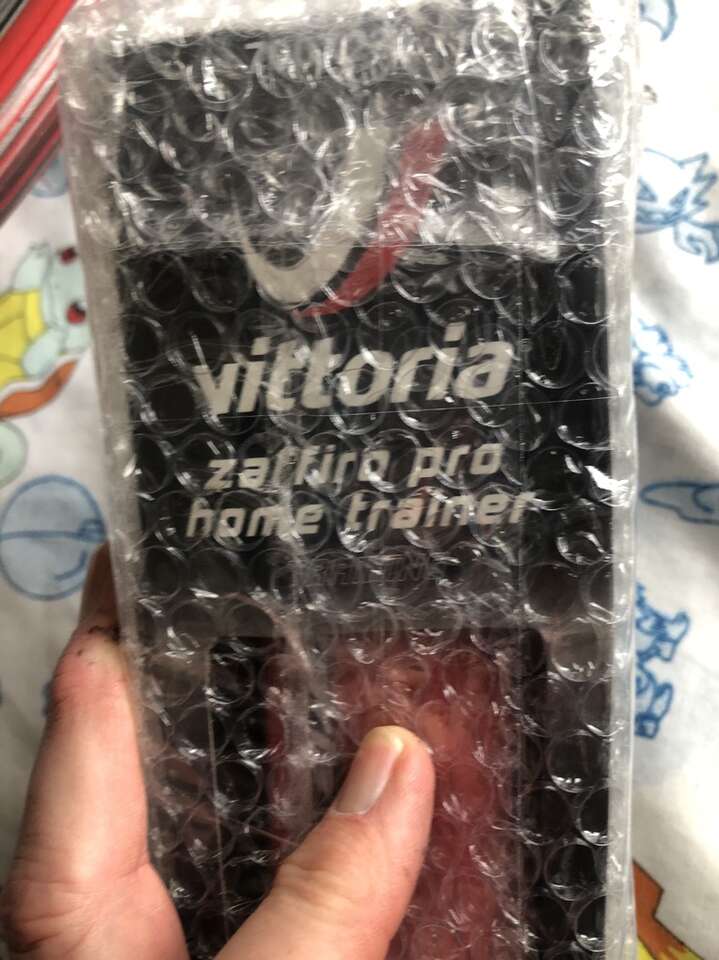 vittoria
zaffiro pro
home trainer